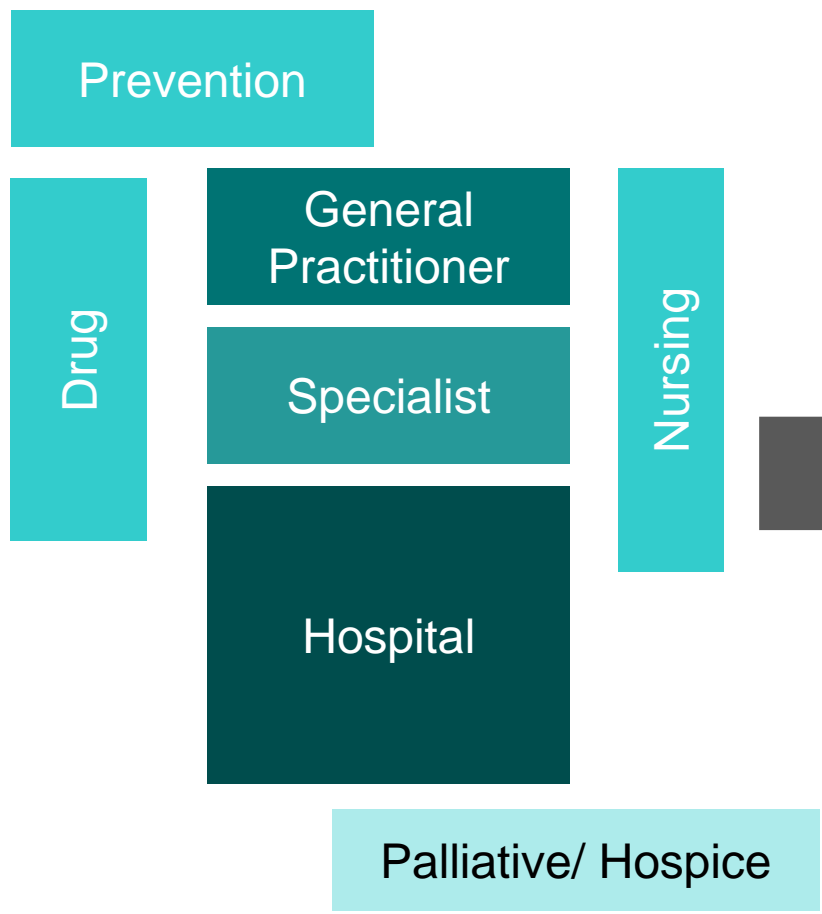 Prevention
General
Practitioner
Drug
Specialist
Nursing
Hospital
Palliative/ Hospice